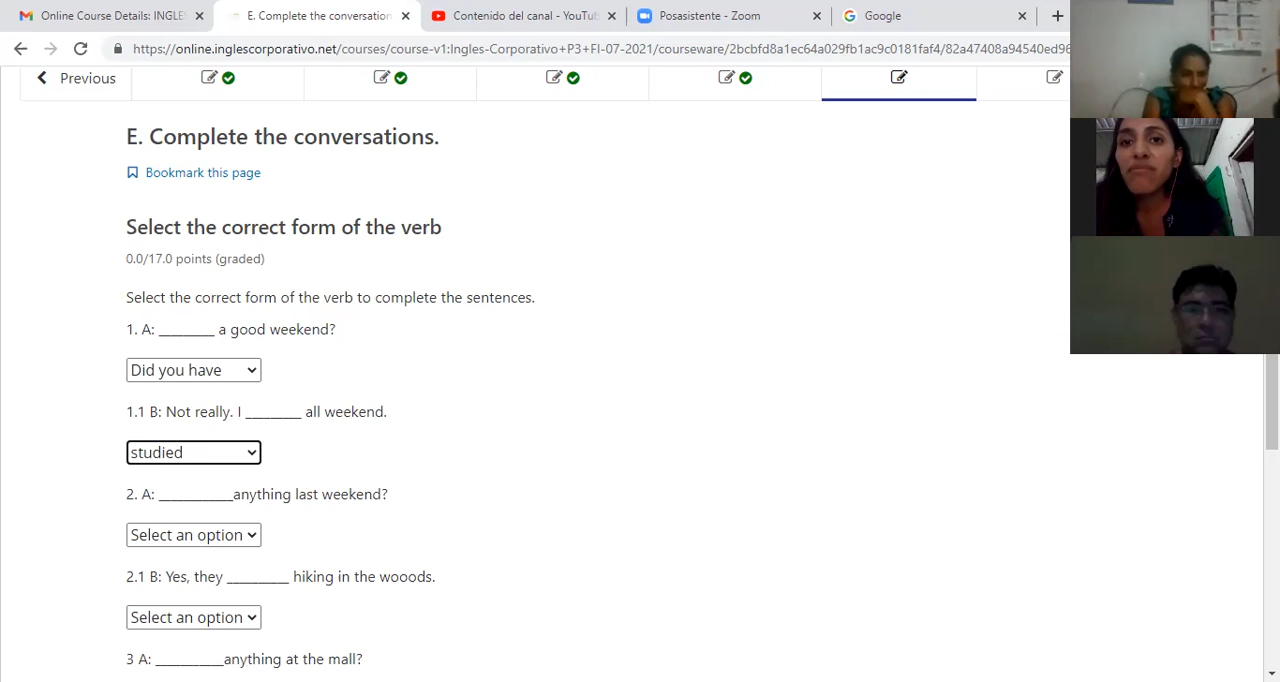 Online Course Details: INGLE
E. Complete the conversation
Contenido del canal - YouTu
Posasistente - Zoom
Google
https://online.inglescorporativo.net/courses/course-v1:Ingles-Corporativo+P3+FI-07-2021/courseware/2bcbfd8a1ec64a029fb1ac9c0181faf4/82a47408a94540ed96
Previous
E. Complete the conversations.
Bookmark this page
Select the correct form of the verb
0.0/17.0 points (graded)
Select the correct form of the verb to complete the sentences.
1. A: _______ a good weekend?
Did you have
1.1 B: Not really. I _______ all weekend.
studied
2. A: __________anything last weekend?
Select an option
2.1 B: Yes, they ________ hiking in the wooods.
Select an option
3 A: _________anything at the mall?